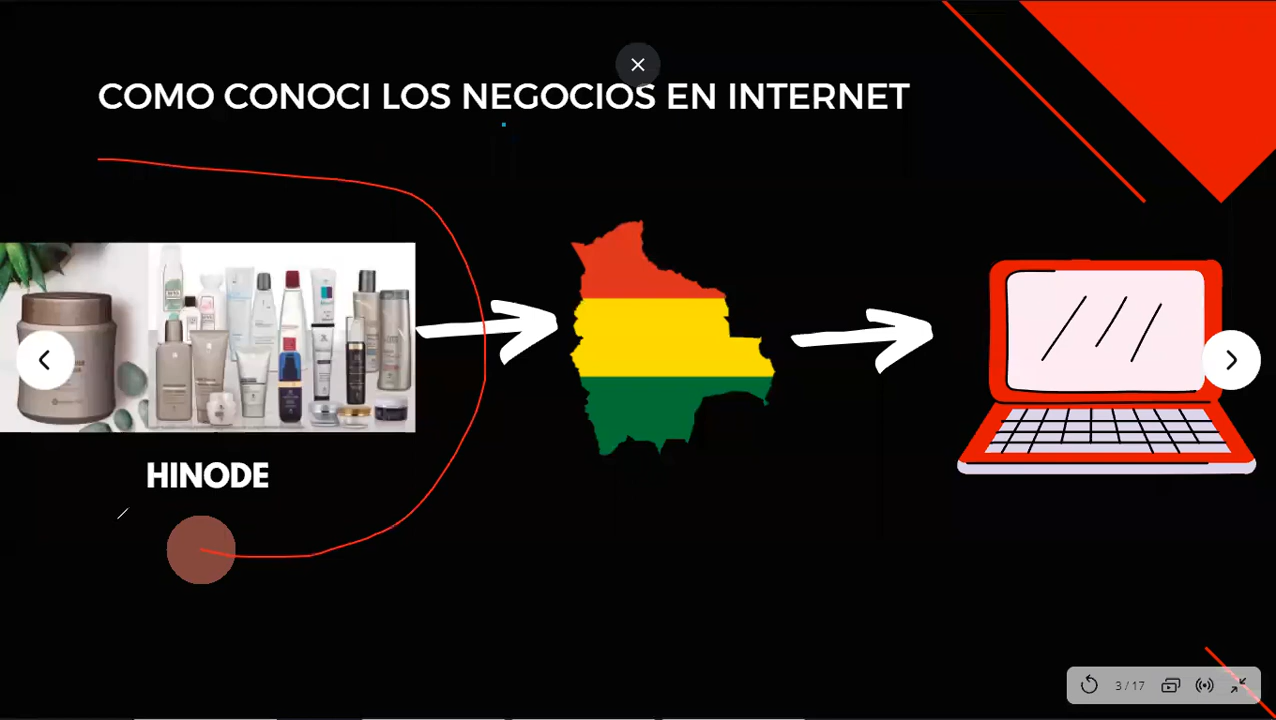 COMO CONOCI LOS NEGOCIOS EN INTERNET
HINODE
3 / 17